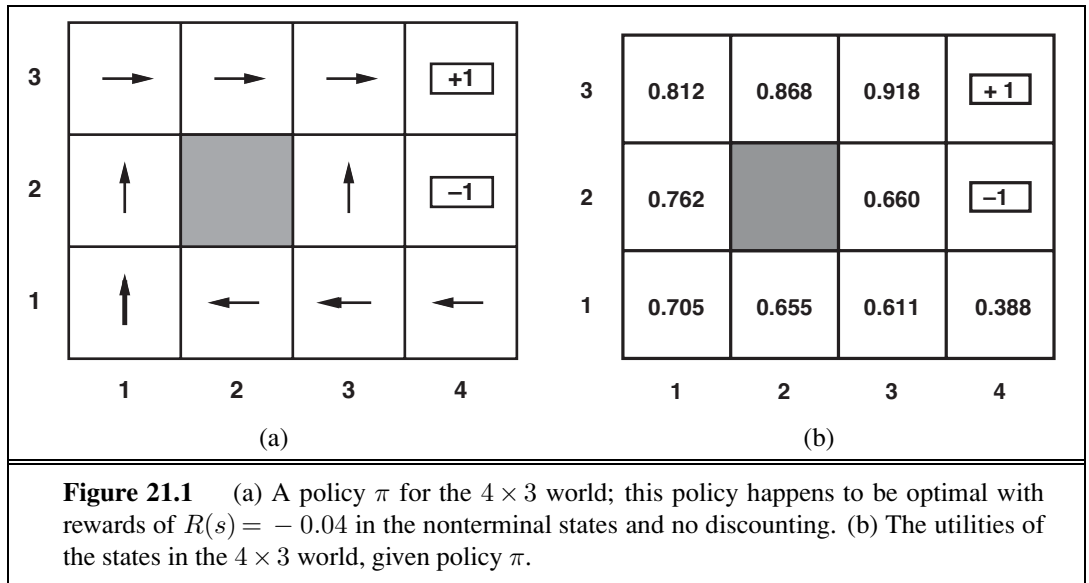 3 +1
2 –1
1
1 2 3 4
(a)
3 0.812 0.868 0.918 + 1
2 0.762 0.660 –1
1 0.705 0.655 0.611 0.388
1 2 3 4
(b)
Figure 21.1 (a) A policy π for the 4 × 3 world; this policy happens to be optimal with
rewards of R(s) = − 0.04 in the nonterminal states and no discounting. (b) The utilities of
the states in the 4 × 3 world, given policy π.